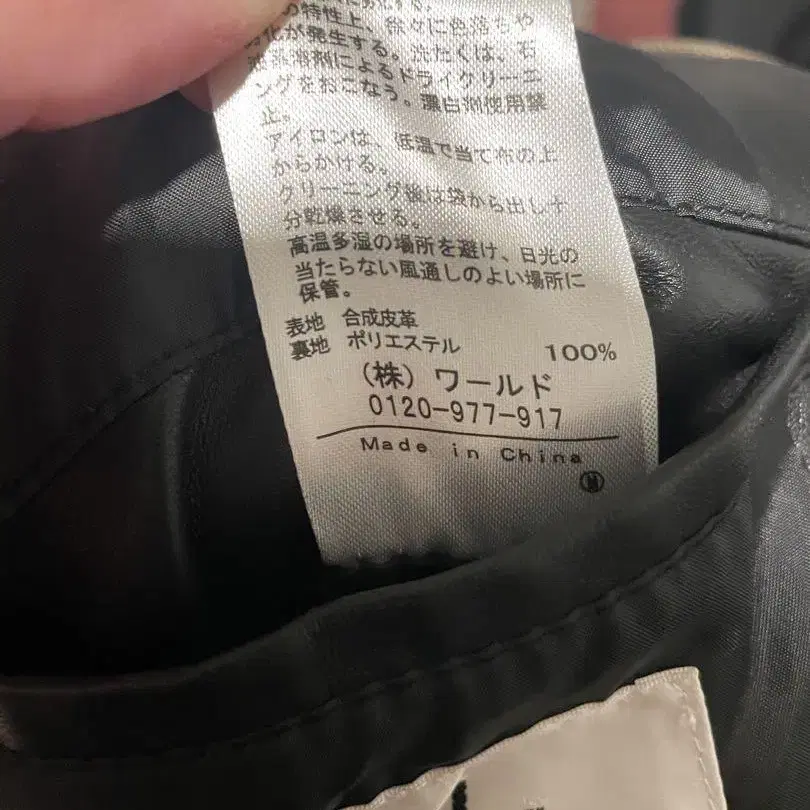 の特性上、徐々に色落ちや
劣化が発生する。洗たくは、石
油系溶剤によるドライクリーニ
ングをおこなう。漂白剤使用禁
止。
アイロンは、低温で当て布の上
からかける。
クリーニング後は袋から出し十
分乾燥させる。
高温多湿の場所を避け、日光の
当たらない風通しのよい場所に
保管。
表地 合成皮革
裏地 ポリエステル 100%
(株) ワールド
0120-977-917
Made in China
Ⓜ